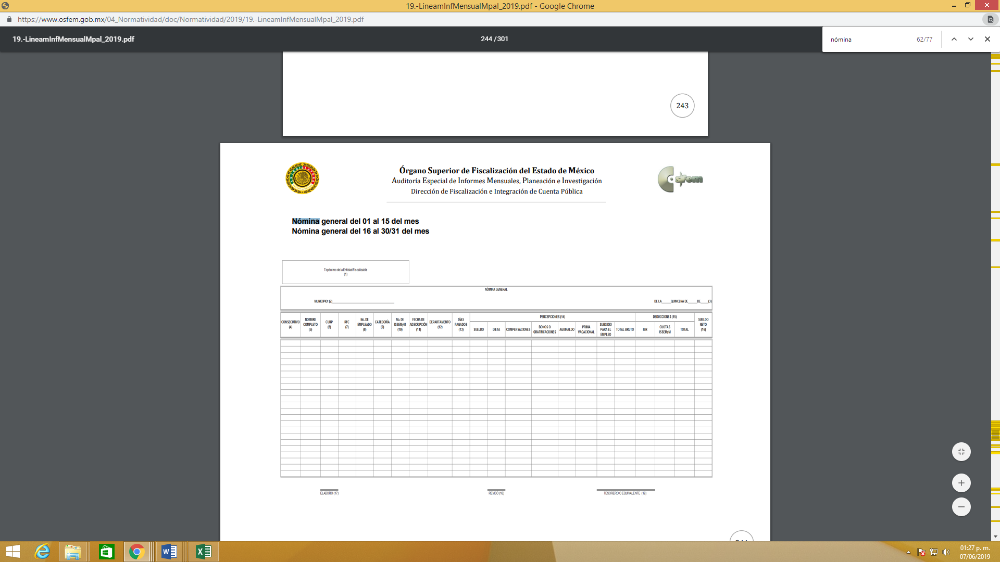 19.-LineamInfMensualMpal_2019.pdf - Google Chrome
https://www.osfem.gob.mx/04_Normatividad/doc/Normatividad/2019/19.-LineamInfMensualMpal_2019.pdf
19.-LineamInfMensualMpal_2019.pdf
244 / 301
nómina
62/77
243
Órgano Superior de Fiscalización del Estado de México
Auditoría Especial de Informes Mensuales, Planeación e Investigación
Dirección de Fiscalización e Integración de Cuenta Pública
osfem
Nómina general del 01 al 15 del mes
Nómina general del 16 al 30/31 del mes
Topónimo de la Entidad Fiscalizable
(1)
NÓMINA GENERAL
MUNICIPIO: (2)
DE LA_____QUINCENA DE_____DE____(3)
CONSECUTIVO (4)
NOMBRE COMPLETO (5)
CURP (6)
RFC (7)
No. DE EMPLEADO (8)
CATEGORÍA (9)
No. DE ISSEMyM (10)
FECHA DE ADSCRIPCIÓN (11)
DEPARTAMENTO (12)
DÍAS PAGADOS (13)
PERCEPCIONES (14)
SUELDO
DIETA
COMPENSACIONES
BONOS O GRATIFICACIONES
AGUINALDO
PRIMA VACACIONAL
SUBSIDIO PARA EL EMPLEO
TOTAL BRUTO
DEDUCCIONES (15)
ISR
CUOTAS ISSEMyM
TOTAL
SUELDO NETO (16)
ELABORÓ (17)
REVISÓ (18)
TESORERO O EQUIVALENTE (19)
01:27 p. m.
07/06/2019